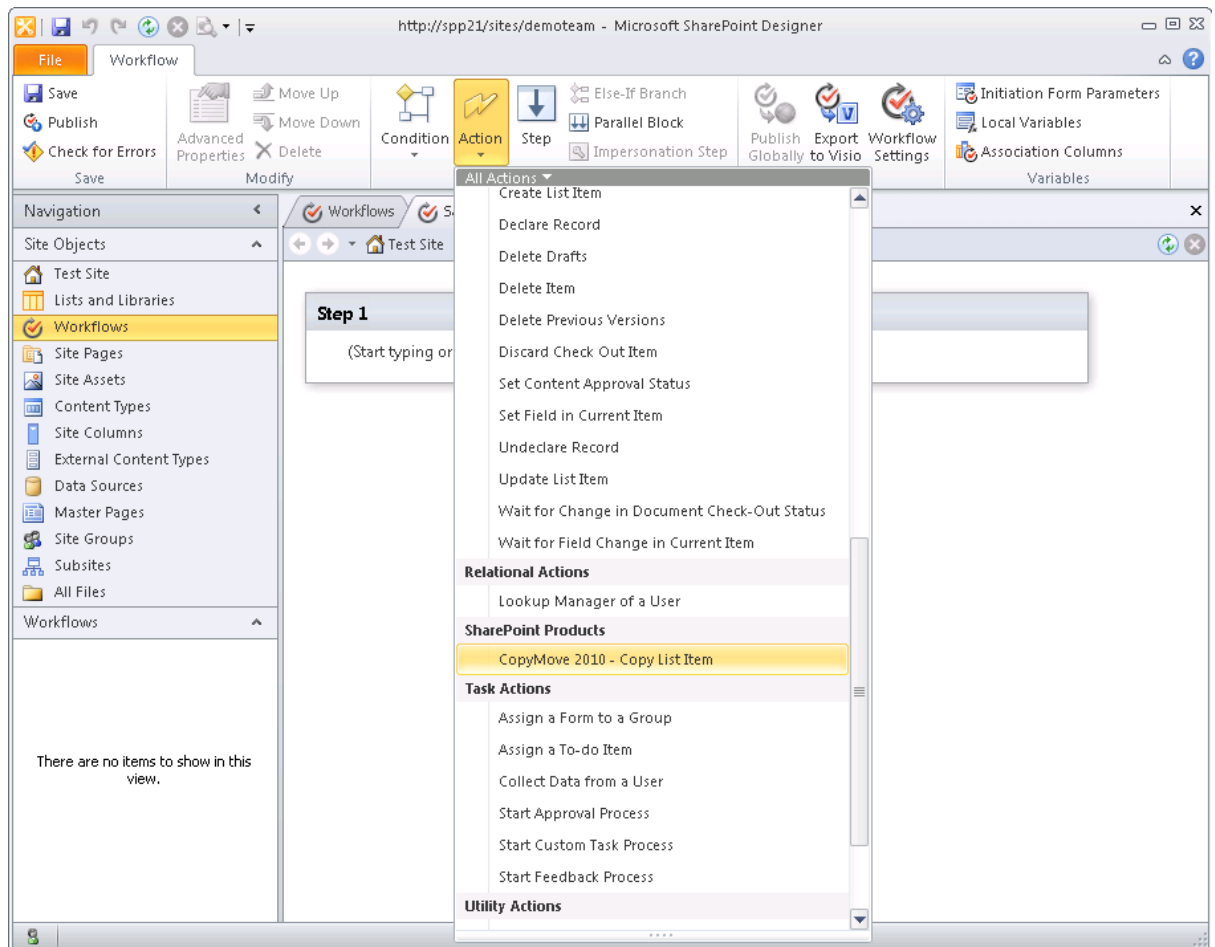 http://spp21/sites/demoteam - Microsoft SharePoint Designer
File
Workflow
Save
Publish
Check for Errors
Save
Advanced
Properties
Move Up
Move Down
Delete
Modify
Condition
Action
Step
Else-If Branch
Parallel Block
Impersonation Step
Publish
Globally
Export
to Visio
Workflow
Settings
Initiation Form Parameters
Local Variables
Association Columns
Variables
Navigation
Site Objects
Test Site
Lists and Libraries
Workflows
Site Pages
Site Assets
Content Types
Site Columns
External Content Types
Data Sources
Master Pages
Site Groups
Subsites
All Files
Workflows
There are no items to show in this
view.
Workflows
Test Site
Step 1
(Start typing or
All Actions
Create List Item
Declare Record
Delete Drafts
Delete Item
Delete Previous Versions
Discard Check Out Item
Set Content Approval Status
Set Field in Current Item
Undeclare Record
Update List Item
Wait for Change in Document Check-Out Status
Wait for Field Change in Current Item
Relational Actions
Lookup Manager of a User
SharePoint Products
CopyMove 2010 - Copy List Item
Task Actions
Assign a Form to a Group
Assign a To-do Item
Collect Data from a User
Start Approval Process
Start Custom Task Process
Start Feedback Process
Utility Actions